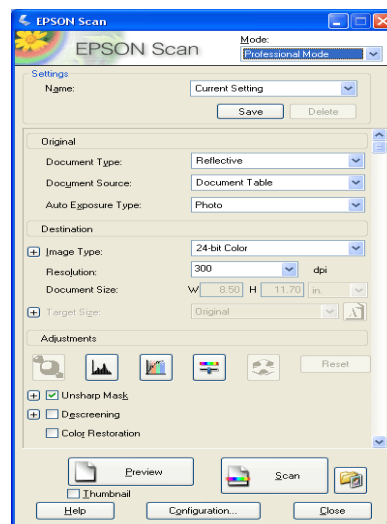 EPSON Scan
EPSON Scan
Mode:
Professional Mode
Settings
Name:
Current Setting
Save
Delete
Original
Document Type:
Reflective
Document Source:
Document Table
Auto Exposure Type:
Photo
Destination
Image Type:
24-bit Color
Resolution:
300
dpi
Document Size:
W 8.50 H 11.70 in.
Target Size:
Original
A
Adjustments
Reset
Unsharp Mask
Descreening
Color Restoration
Preview
Scan
Thumbnail
Help
Configuration...
Close